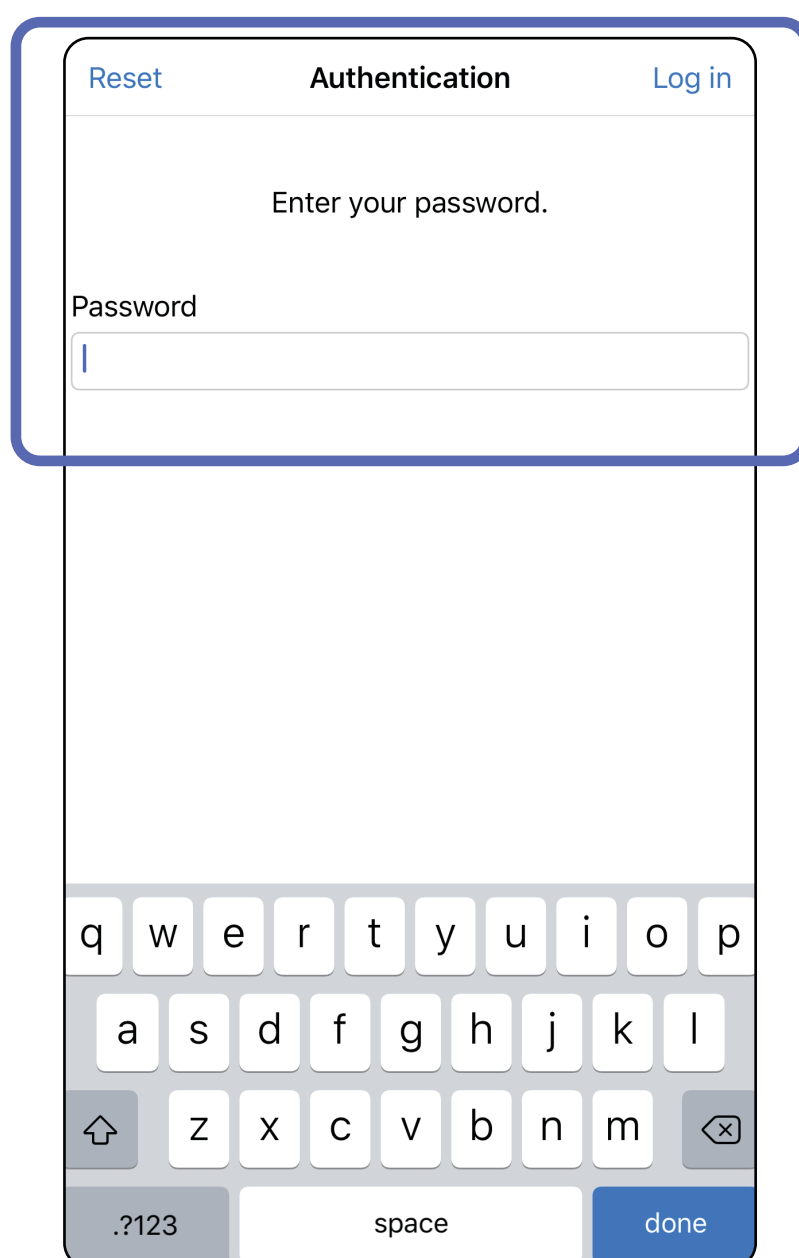 Reset Authentication Log in
Enter your password.
Password
q w e r t y u i o p
a s d f g h j k l
z x c v b n m
.?123 space done